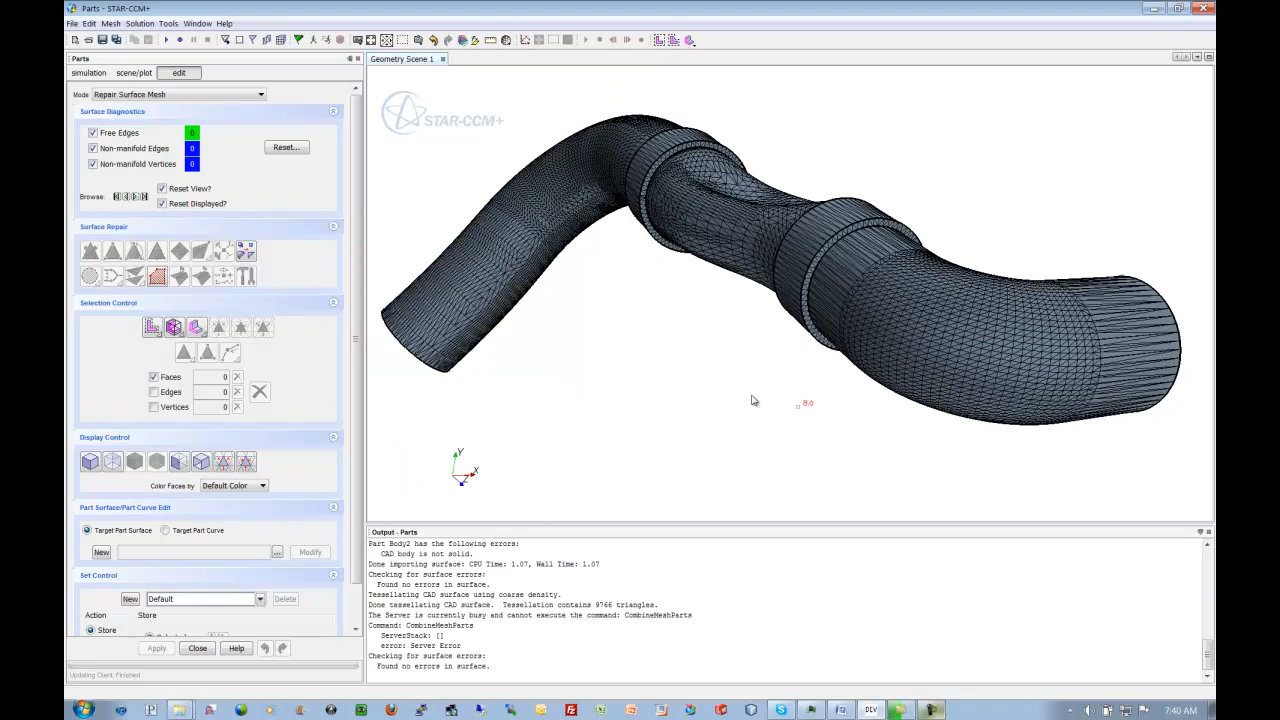 Parts - STAR-CCM+
File Edit Mesh Solution Tools Window Help
Parts
simulation scene/plot edit
Mode Repair Surface Mesh
Surface Diagnostics
Free Edges 0
Non-manifold Edges 0
Non-manifold Vertices 0
Reset...
Browse:
Reset View?
Reset Displayed?
Surface Repair
Selection Control
Faces 0
Edges 0
Vertices 0
Display Control
Color Faces by Default Color
Part Surface/Part Curve Edit
Target Part Surface Target Part Curve
New ... Modify
Set Control
New Default Delete
Action Store
Store
Apply Close Help
Updating Client: Finished
Geometry Scene 1
STAR-CCM+
8.6
Y
X
Z
Output - Parts
Part Body2 has the following errors:
CAD body is not solid.
Done importing surface: CPU Time: 1.07, Wall Time: 1.07
Checking for surface errors:
Found no errors in surface.
Tessellating CAD surface using coarse density.
Done tessellating CAD surface. Tessellation contains 9766 triangles.
The Server is currently busy and cannot execute the command: CombineMeshParts
Command: CombineMeshParts
ServerStack: []
error: Server Error
Checking for surface errors:
Found no errors in surface.
DEV
7:40 AM